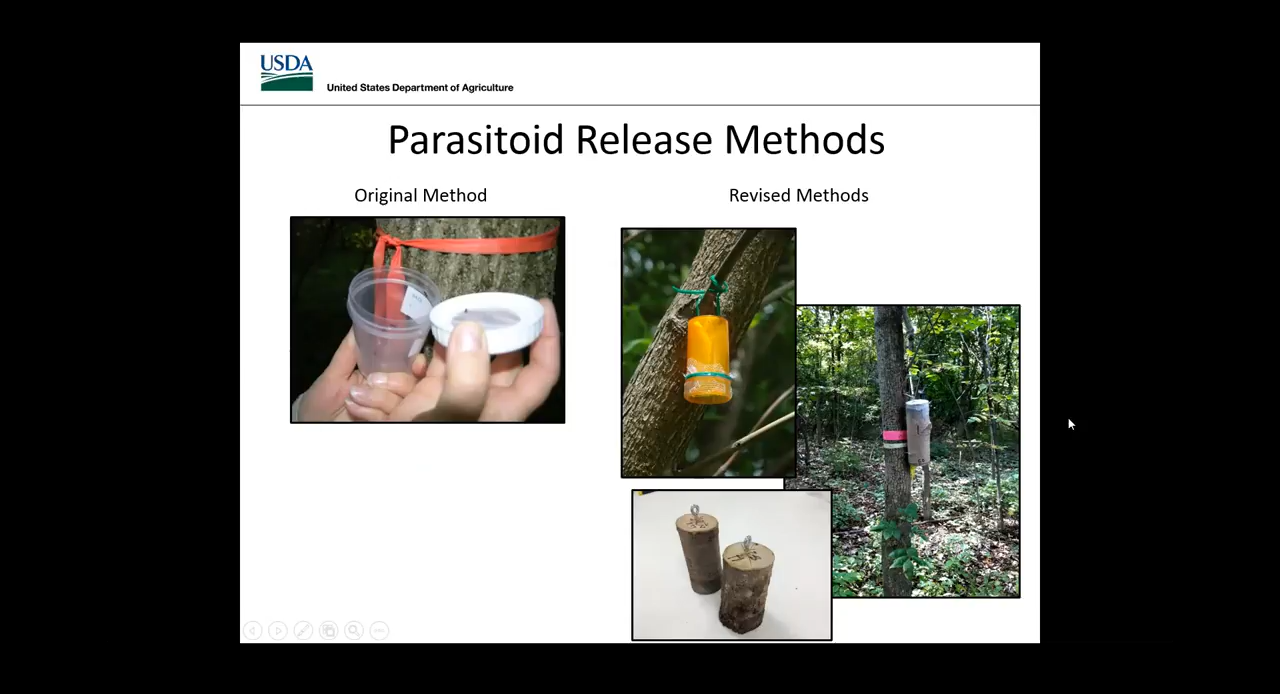 USDA
United States Department of Agriculture
Parasitoid Release Methods
Original Method
Revised Methods